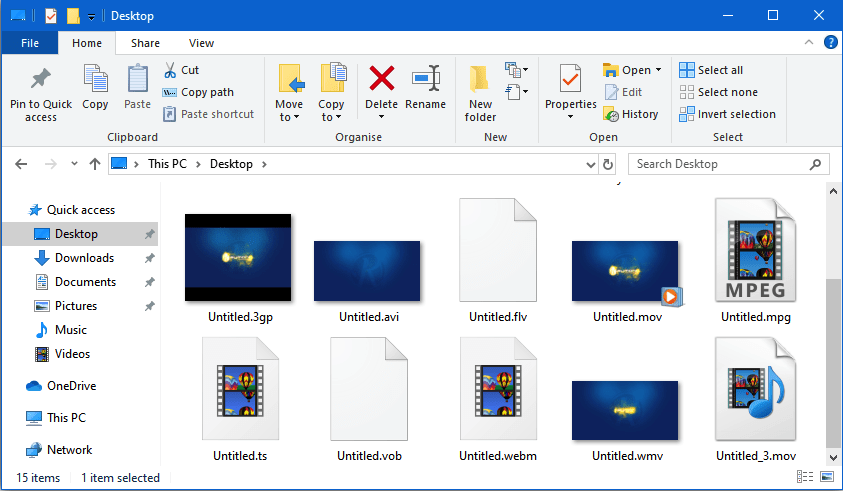 Desktop
File Home Share View
Pin to Quick access
Copy
Paste
Cut
Copy path
Paste shortcut
Clipboard
Move to
Copy to
Delete
Rename
Organise
New folder
New
Properties
Open
Edit
History
Open
Select all
Select none
Invert selection
Select
This PC > Desktop >
Search Desktop
Quick access
Desktop
Downloads
Documents
Pictures
Music
Videos
OneDrive
This PC
Network
MPEG
Untitled.3gp
Untitled.avi
Untitled.flv
Untitled.mov
Untitled.mpg
Untitled.ts
Untitled.vob
Untitled.webm
Untitled.wmv
Untitled_3.mov
15 items 1 item selected